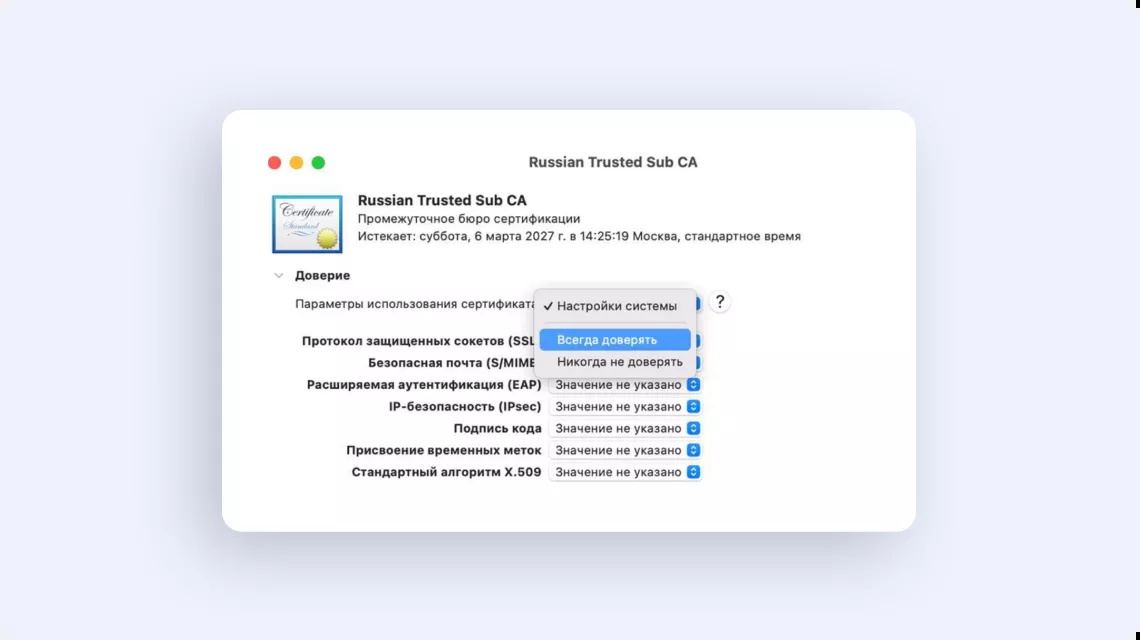 Russian Trusted Sub CA
Certificate
Standard
Russian Trusted Sub CA
Промежуточное бюро сертификации
Истекает: суббота, 6 марта 2027 г. в 14:25:19 Москва, стандартное время
Доверие
Параметры использования сертификата
✓ Настройки системы
?
Всегда доверять
Никогда не доверять
Протокол защищенных сокетов (SSL
Безопасная почта (S/MIME
Расширяемая аутентификация (EAP) Значение не указано
IP-безопасность (IPsec) Значение не указано
Подпись кода Значение не указано
Присвоение временных меток Значение не указано
Стандартный алгоритм X.509 Значение не указано